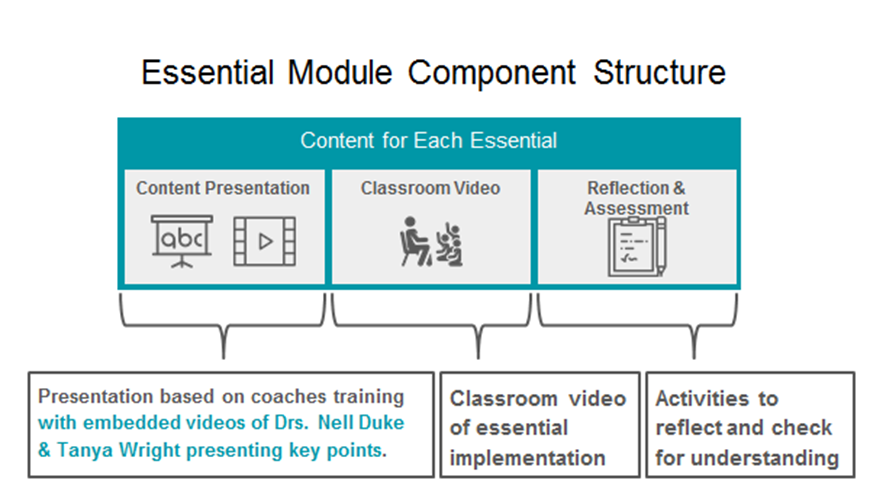 Essential Module Component Structure
Content for Each Essential
Content Presentation
Classroom Video
Reflection &
Assessment
abc
Presentation based on coaches training
with embedded videos of Drs. Nell Duke
& Tanya Wright presenting key points.
Classroom video
of essential
implementation
Activities to
reflect and check
for understanding